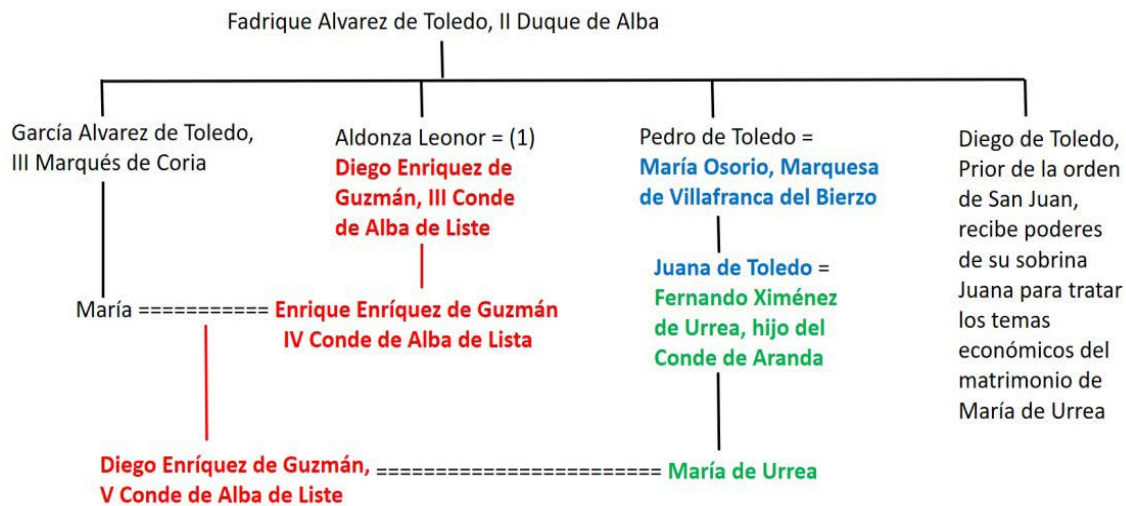 Fadrique Alvarez de Toledo, II Duque de Alba
García Alvarez de Toledo,
III Marqués de Coria
Aldonza Leonor = (1)
Diego Enriquez de
Guzmán, III Conde
de Alba de Liste
Pedro de Toledo =
María Osorio, Marquesa
de Villafranca del Bierzo
Diego de Toledo,
Prior de la orden
de San Juan,
recibe poderes
de su sobrina
Juana para tratar
los temas
económicos del
matrimonio de
María de Urrea
Juana de Toledo =
Fernando Ximénez
de Urrea, hijo del
Conde de Aranda
María =========== Enrique Enríquez de Guzmán
IV Conde de Alba de Lista
Diego Enríquez de Guzmán, ======================== María de Urrea
V Conde de Alba de Liste